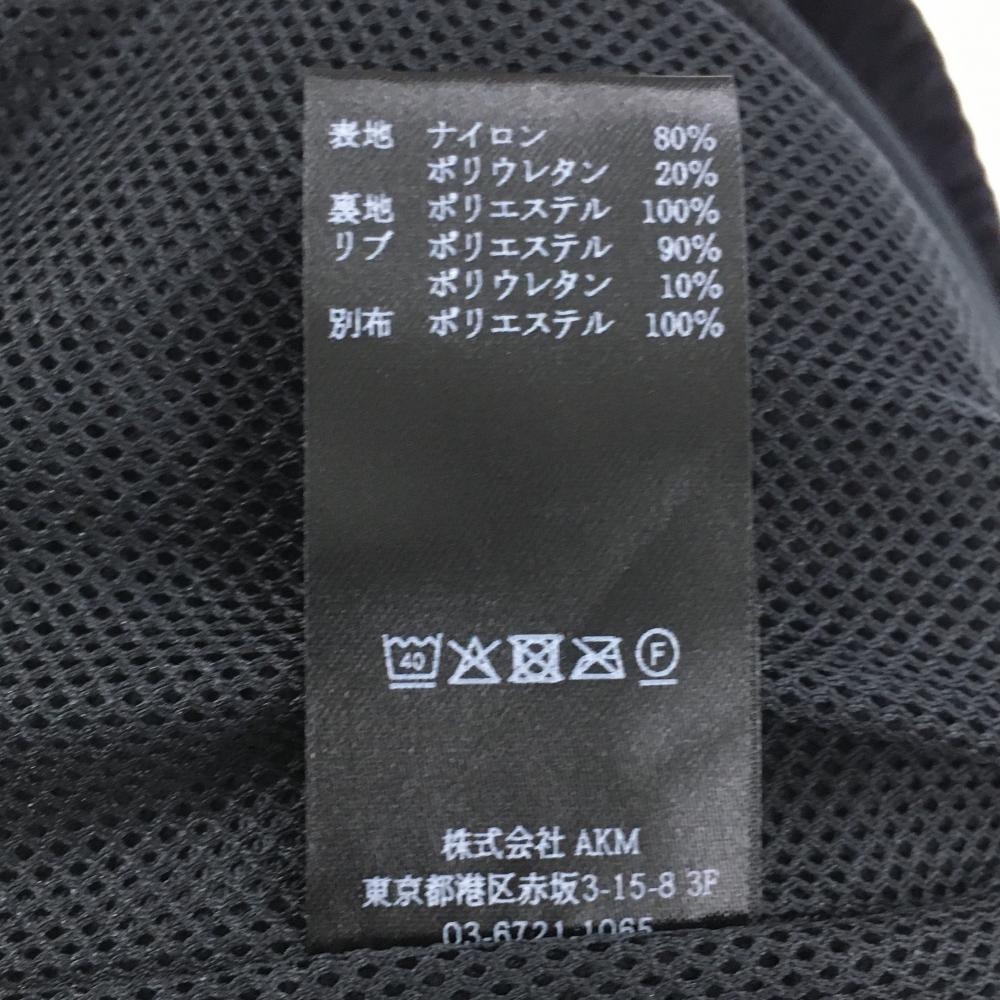 表地 ナイロン 80%
ポリウレタン 20%
裏地 ポリエステル 100%
リブ ポリエステル 90%
ポリウレタン 10%
別布 ポリエステル 100%
40 F
株式会社 AKM
東京都港区赤坂3-15-8 3F
03-6721-1065